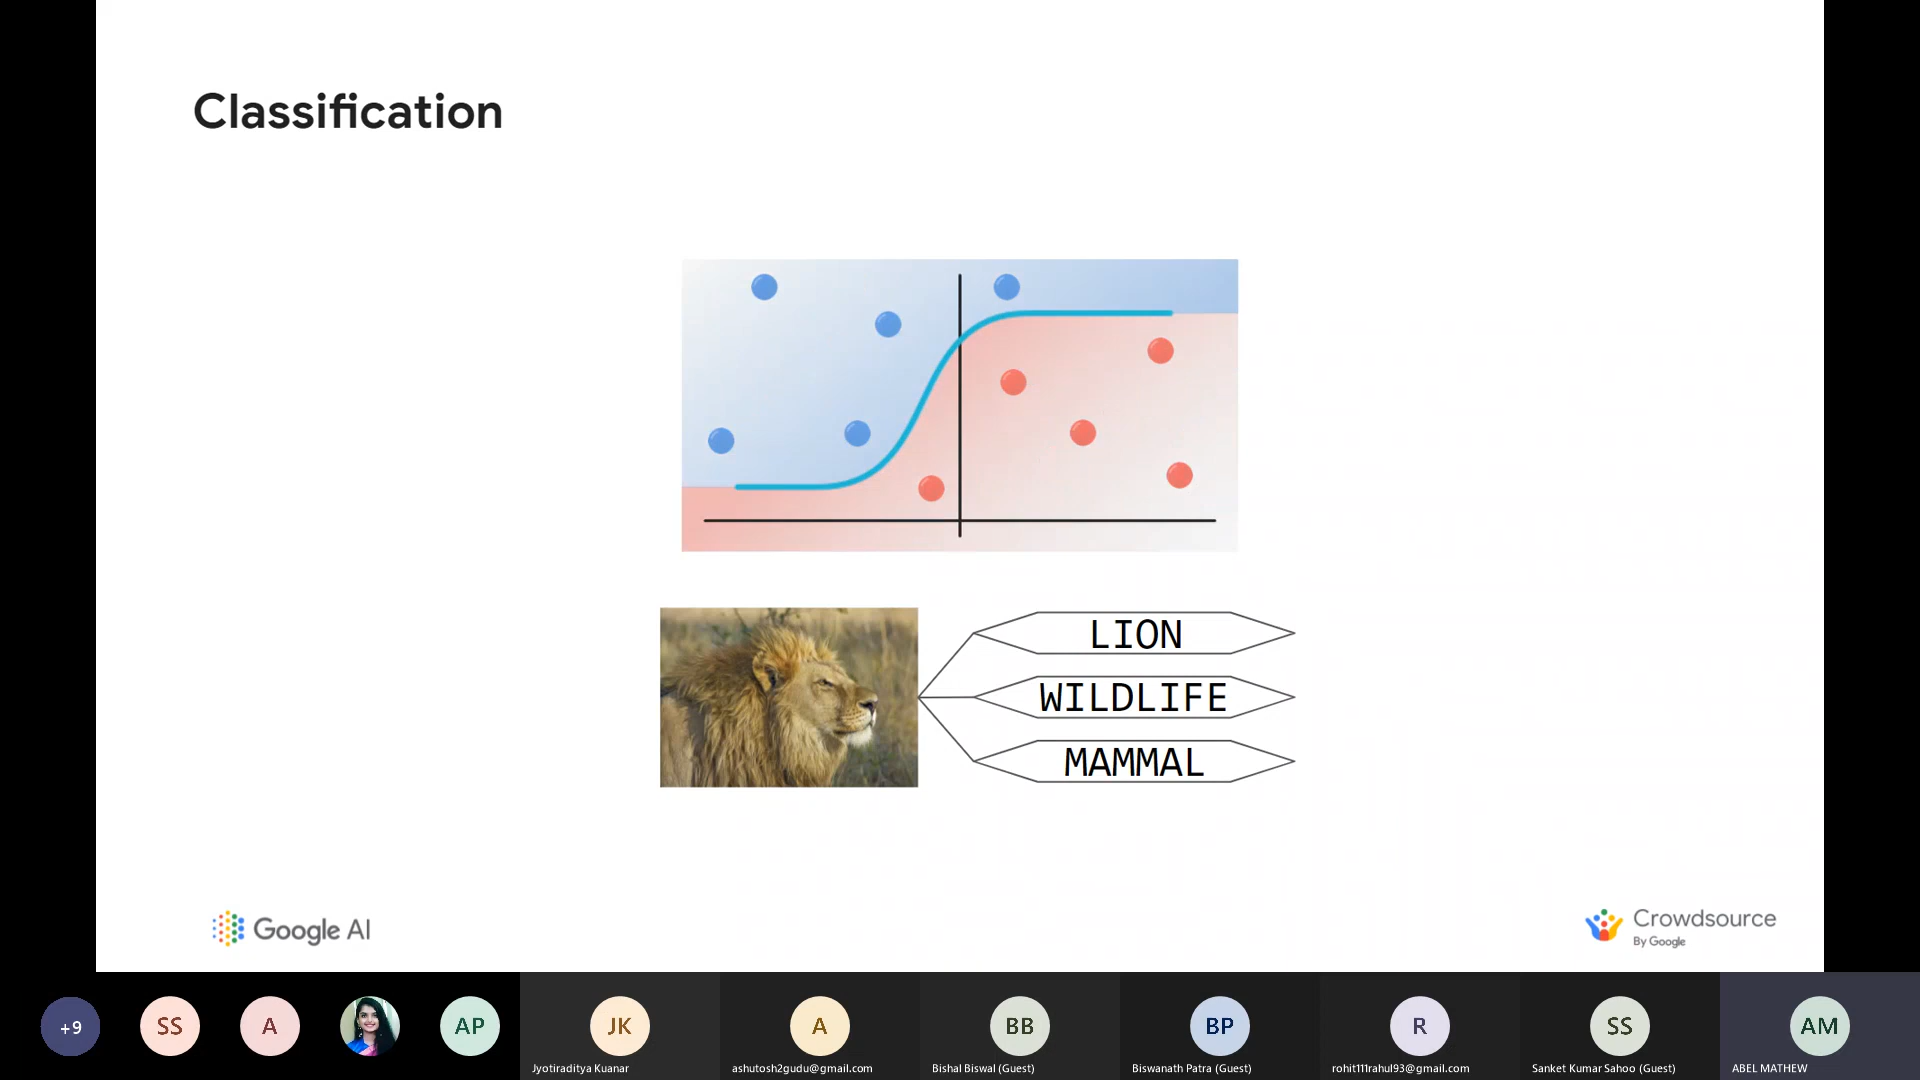 Classification
LION
WILDLIFE
MAMMAL
Google AI
Crowdsource
By Google
+9
SS
A
AP
JK
A
BB
BP
R
SS
AM
Jyotiraditya Kuanar
ashutosh2gudu@gmail.com
Bishal Biswal (Guest)
Biswanath Patra (Guest)
rohit111rahul93@gmail.com
Sanket Kumar Sahoo (Guest)
ABEL MATHEW